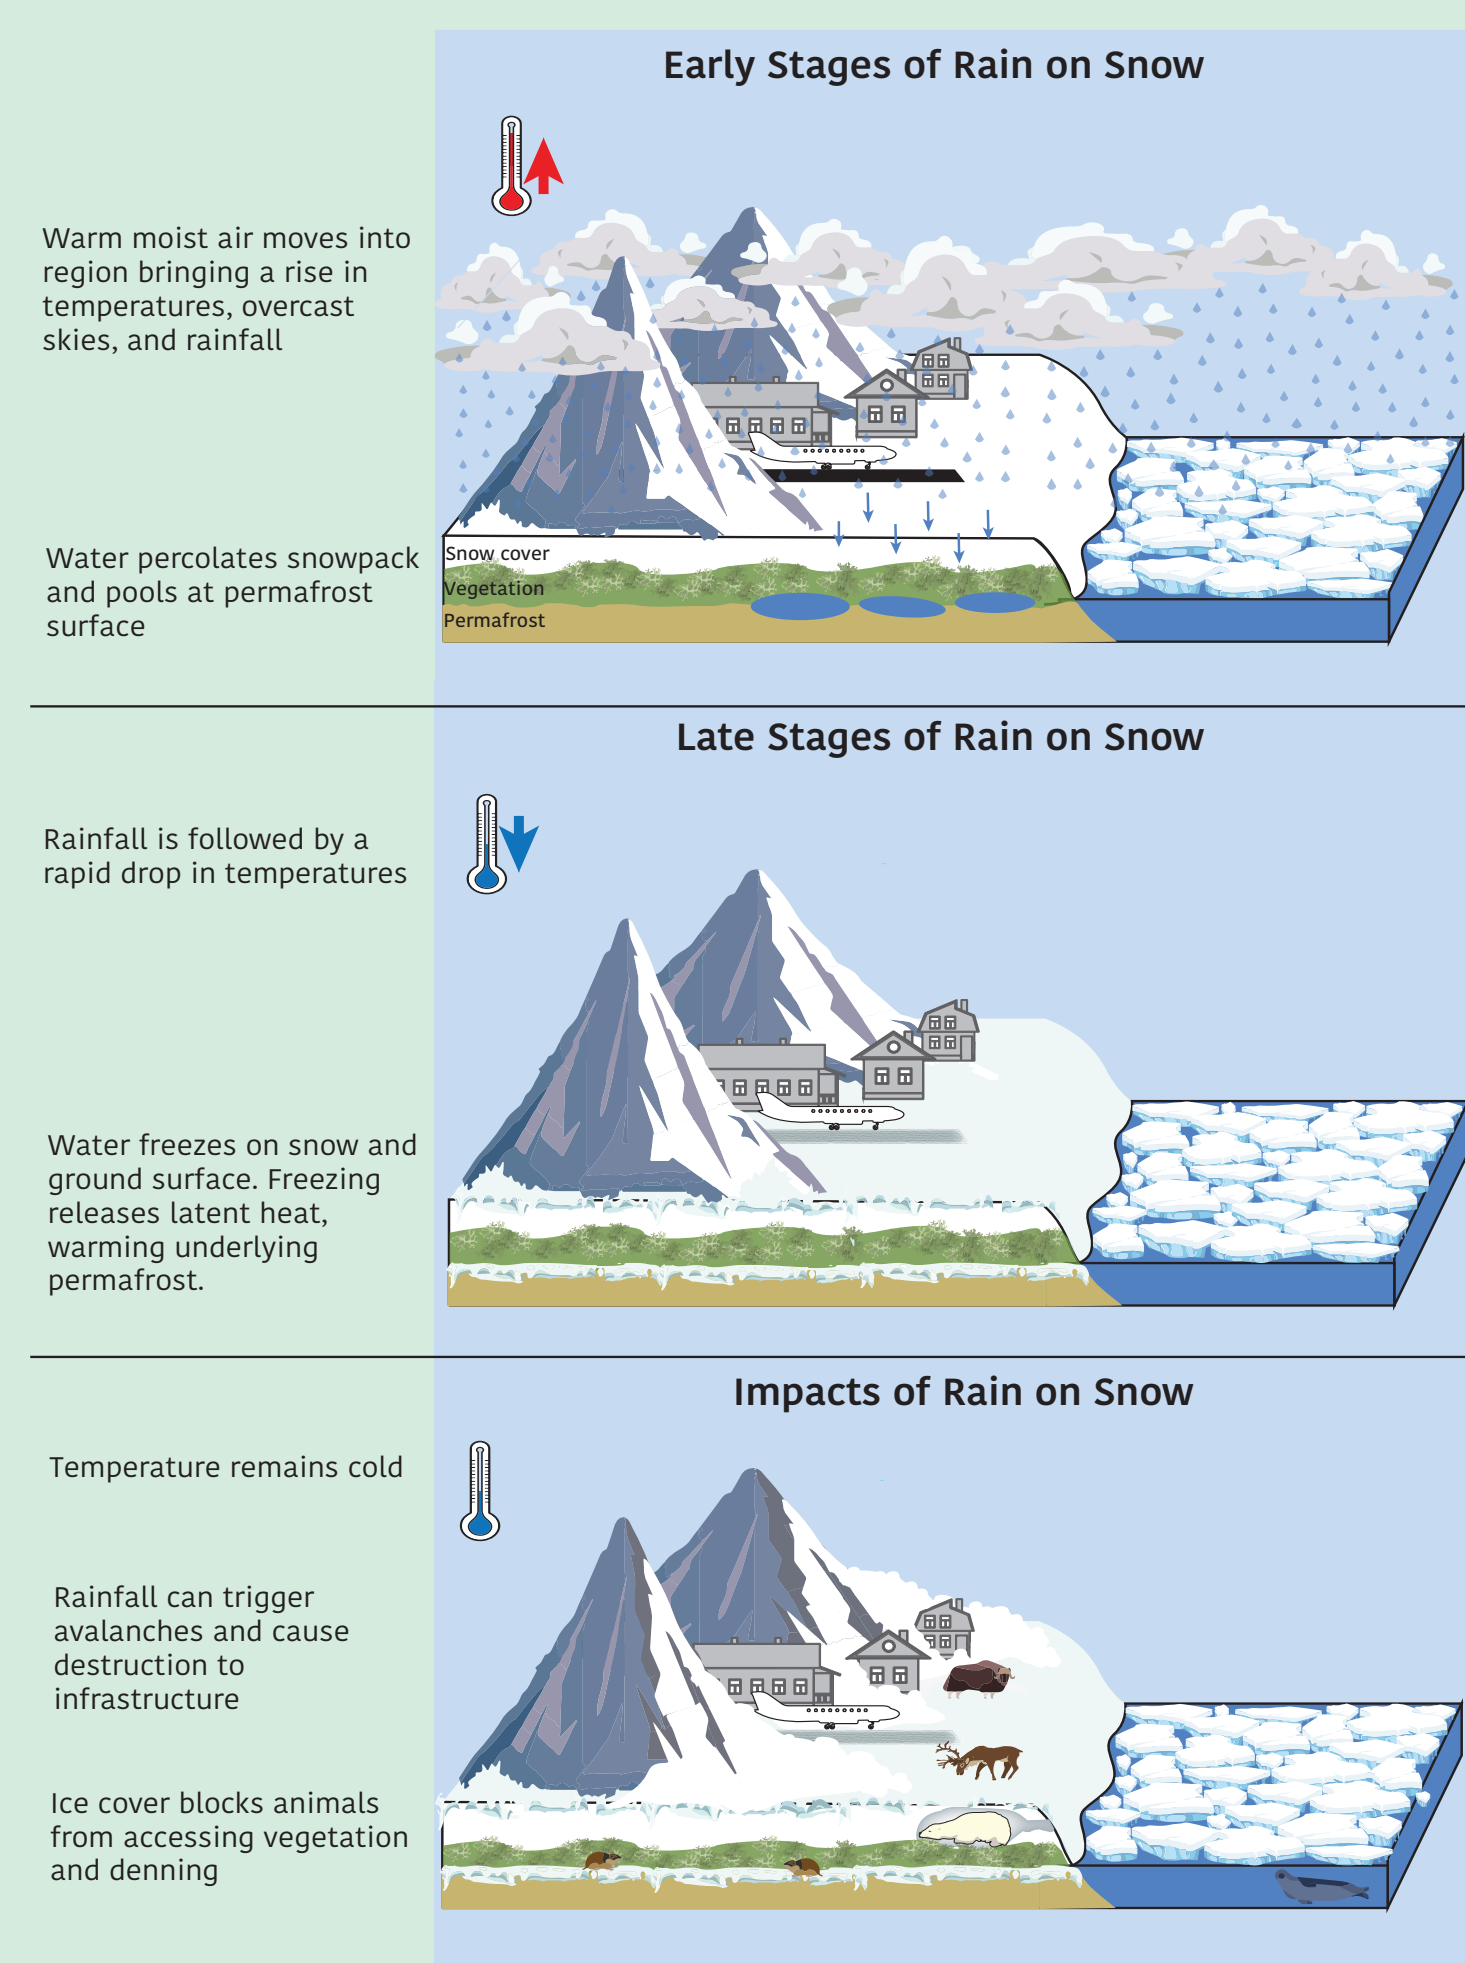 Early Stages of Rain on Snow
Warm moist air moves into
region bringing a rise in
temperatures, overcast
skies, and rainfall
Water percolates snowpack
and pools at permafrost
surface
Snow cover
Vegetation
Permafrost
Late Stages of Rain on Snow
Rainfall is followed by a
rapid drop in temperatures
Water freezes on snow and
ground surface. Freezing
releases latent heat,
warming underlying
permafrost.
Impacts of Rain on Snow
Temperature remains cold
Rainfall can trigger
avalanches and cause
destruction to
infrastructure
Ice cover blocks animals
from accessing vegetation
and denning